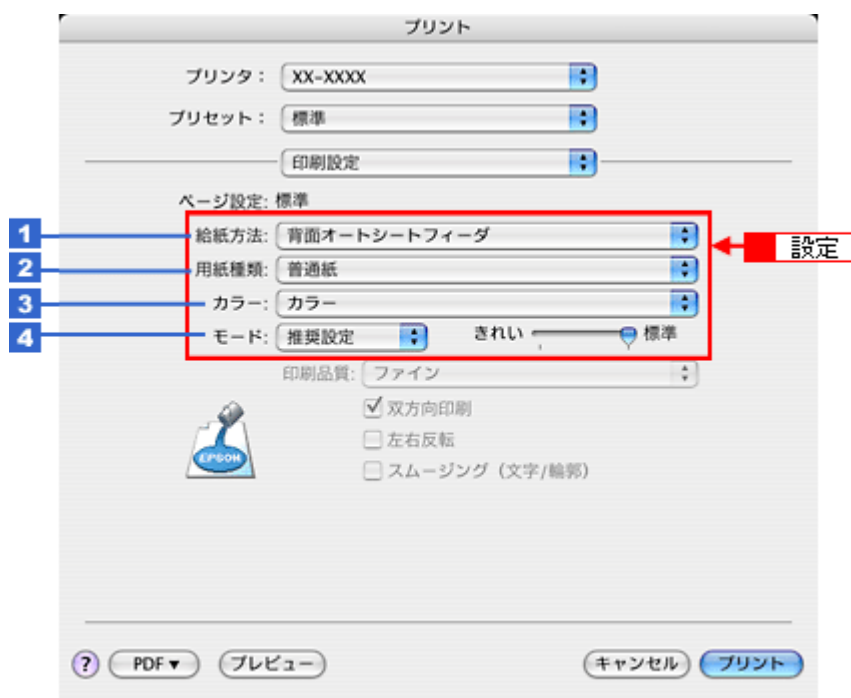 プリント
プリンタ： XX-XXXX
プリセット： 標準
印刷設定
ページ設定: 標準
1 給紙方法: 背面オートシートフィーダ
設定
2 用紙種類: 普通紙
3 カラー: カラー
4 モード: 推奨設定 きれい 標準
印刷品質: ファイン
双方向印刷
左右反転
スムージング（文字/輪郭）
EPSON
? PDF▼ プレビュー キャンセル プリント